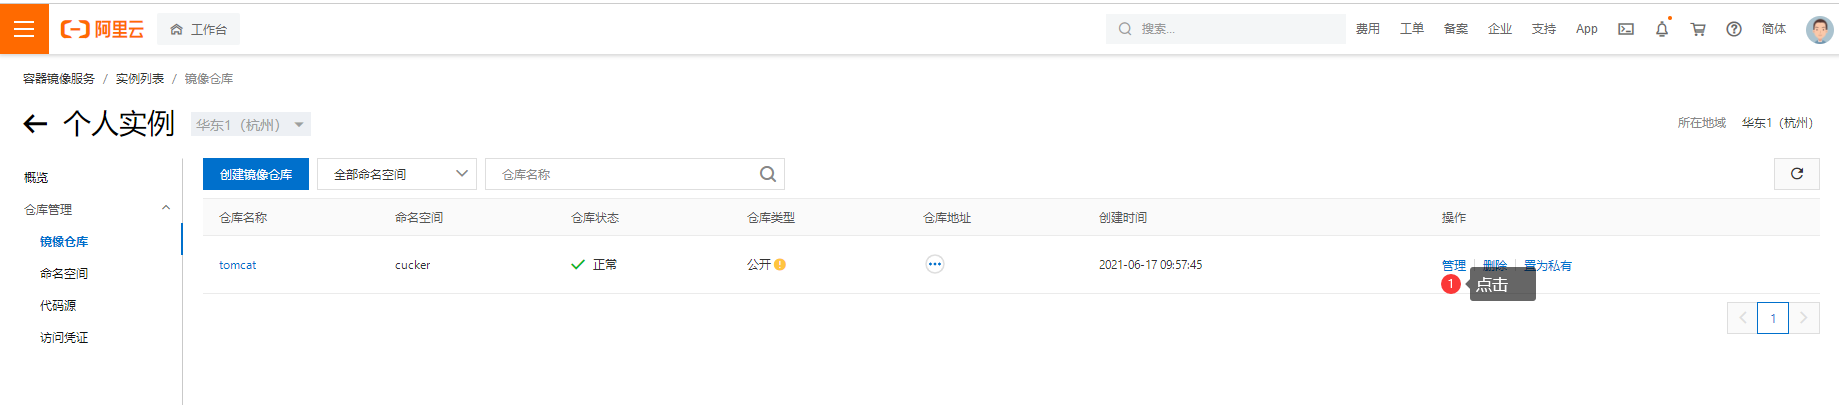 阿里云 工作台 搜索... 费用 工单 备案 企业 支持 App 简体
容器镜像服务 / 实例列表 / 镜像仓库
个人实例 华东1（杭州） 所在地域 华东1（杭州）
概览
仓库管理
镜像仓库
命名空间
代码源
访问凭证
创建镜像仓库 全部命名空间 仓库名称
仓库名称 命名空间 仓库状态 仓库类型 仓库地址 创建时间 操作
tomcat cucker 正常 公开 2021-06-17 09:57:45 管理 删除 置为私有
1 点击
1